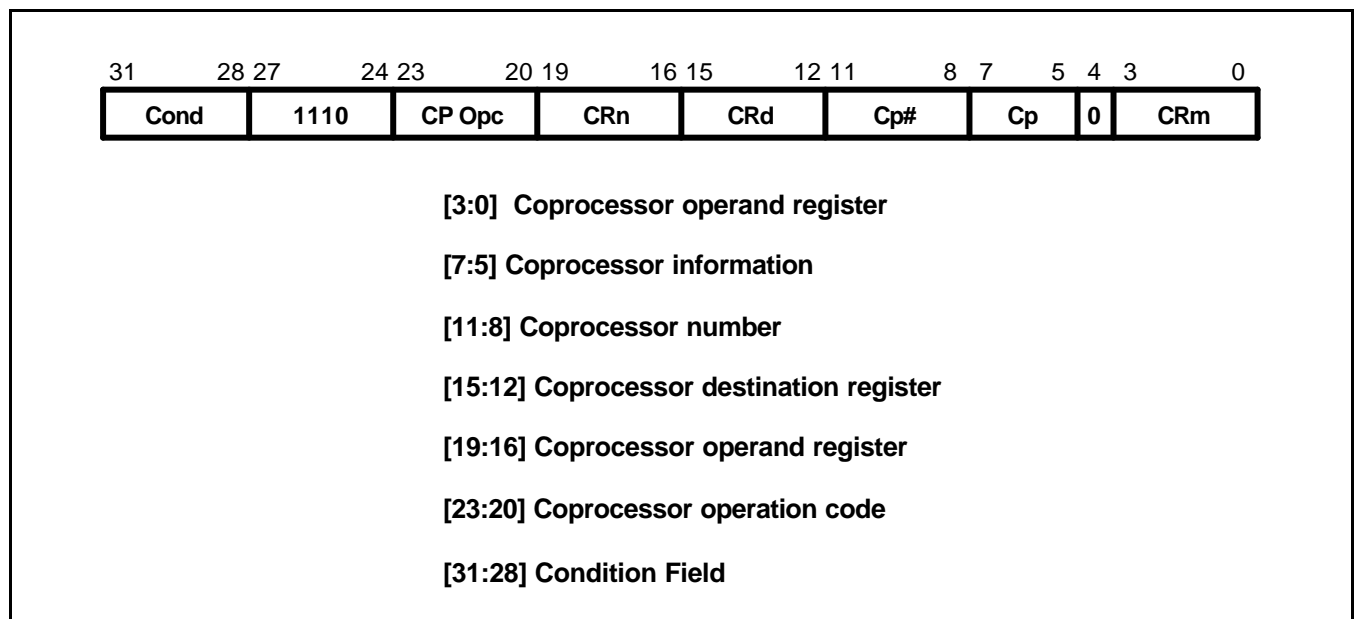 31 28 27 24 23 20 19 16 15 12 11 8 7 5 4 3 0
Cond 1110 CP Opc CRn CRd Cp# Cp 0 CRm
[3:0] Coprocessor operand register
[7:5] Coprocessor information
[11:8] Coprocessor number
[15:12] Coprocessor destination register
[19:16] Coprocessor operand register
[23:20] Coprocessor operation code
[31:28] Condition Field